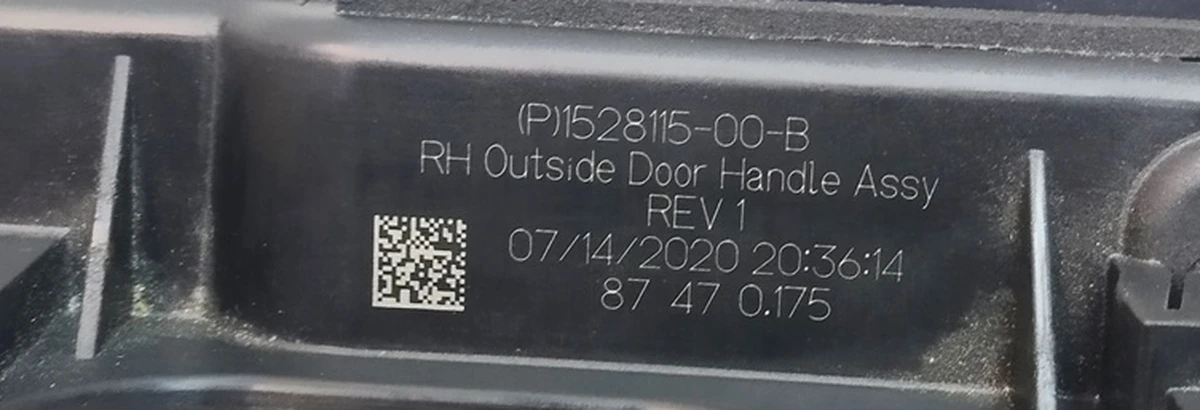 (P)1528115-00-B
RH Outside Door Handle Assy
REV 1
07/14/2020 20:36:14
87 47 0.175